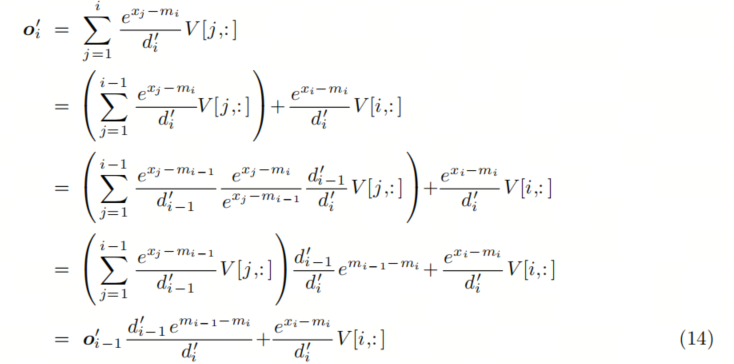 $\boldsymbol{o}'_i = \sum_{j=1}^{i} \frac{e^{x_j - m_i}}{d'_i} V[j,:]$
$= \left( \sum_{j=1}^{i-1} \frac{e^{x_j - m_i}}{d'_i} V[j,:] \right) + \frac{e^{x_i - m_i}}{d'_i} V[i,:]$
$= \left( \sum_{j=1}^{i-1} \frac{e^{x_j - m_{i-1}}}{d'_{i-1}} \frac{e^{x_j - m_i}}{e^{x_j - m_{i-1}}} \frac{d'_{i-1}}{d'_i} V[j,:] \right) + \frac{e^{x_i - m_i}}{d'_i} V[i,:]$
$= \left( \sum_{j=1}^{i-1} \frac{e^{x_j - m_{i-1}}}{d'_{i-1}} V[j,:] \right) \frac{d'_{i-1}}{d'_i} e^{m_{i-1} - m_i} + \frac{e^{x_i - m_i}}{d'_i} V[i,:]$
$= \boldsymbol{o}'_{i-1} \frac{d'_{i-1} e^{m_{i-1} - m_i}}{d'_i} + \frac{e^{x_i - m_i}}{d'_i} V[i,:]$ (14)